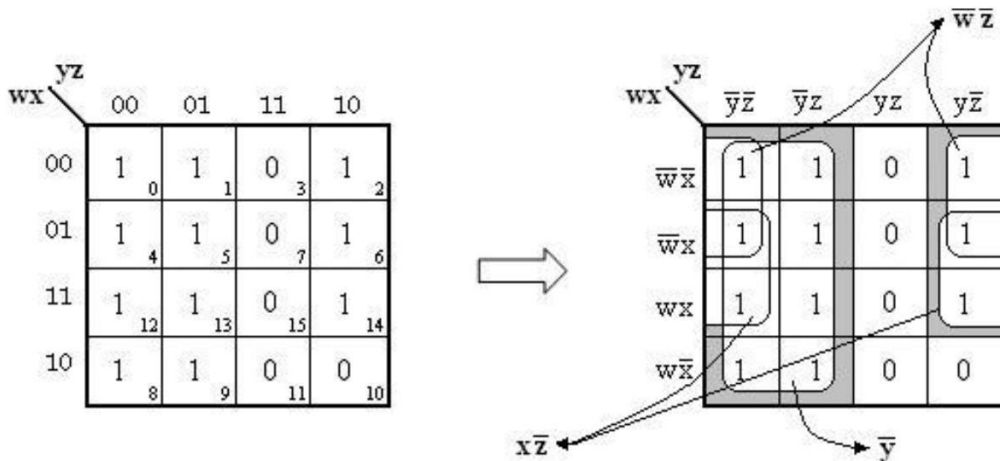 w̅ z̅
yz
wx 00 01 11 10
00 1 0 1 1 0 3 1 2
01 1 4 1 5 0 7 1 6
11 1 12 1 13 0 15 1 14
10 1 8 1 9 0 11 0 10
yz
wx y̅z̅ y̅z yz yz̅
w̅x̅ 1 1 0 1
w̅x 1 1 0 1
wx 1 1 0 1
wx̅ 1 1 0 0
xz̅ y̅